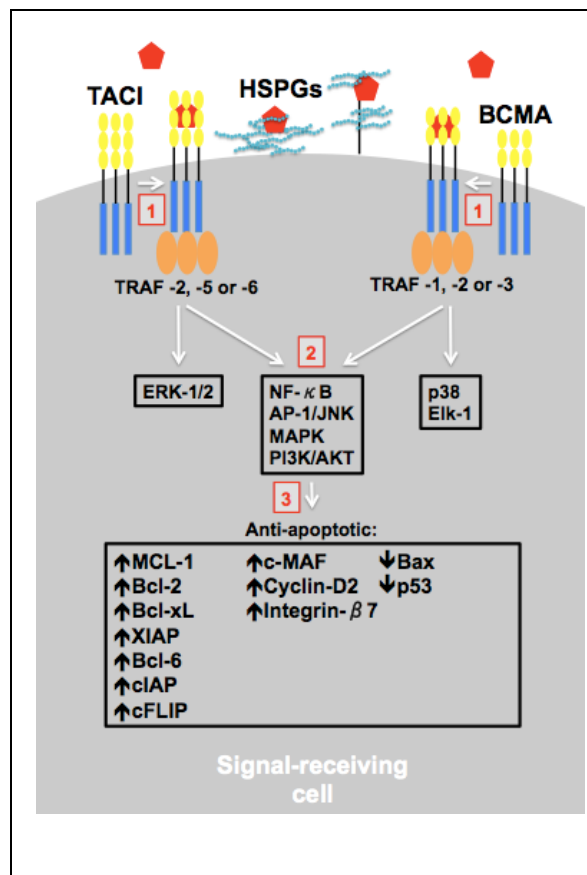 HSPGs
TACI
BCMA
1
1
TRAF -2, -5 or -6
TRAF -1, -2 or -3
2
ERK-1/2
NF-κB
AP-1/JNK
MAPK
PI3K/AKT
p38
Elk-1
3
Anti-apoptotic:
↑MCL-1
↑Bcl-2
↑Bcl-xL
↑XIAP
↑Bcl-6
↑cIAP
↑cFLIP
↑c-MAF
↑Cyclin-D2
↑Integrin-β7
↓Bax
↓p53
Signal-receiving
cell